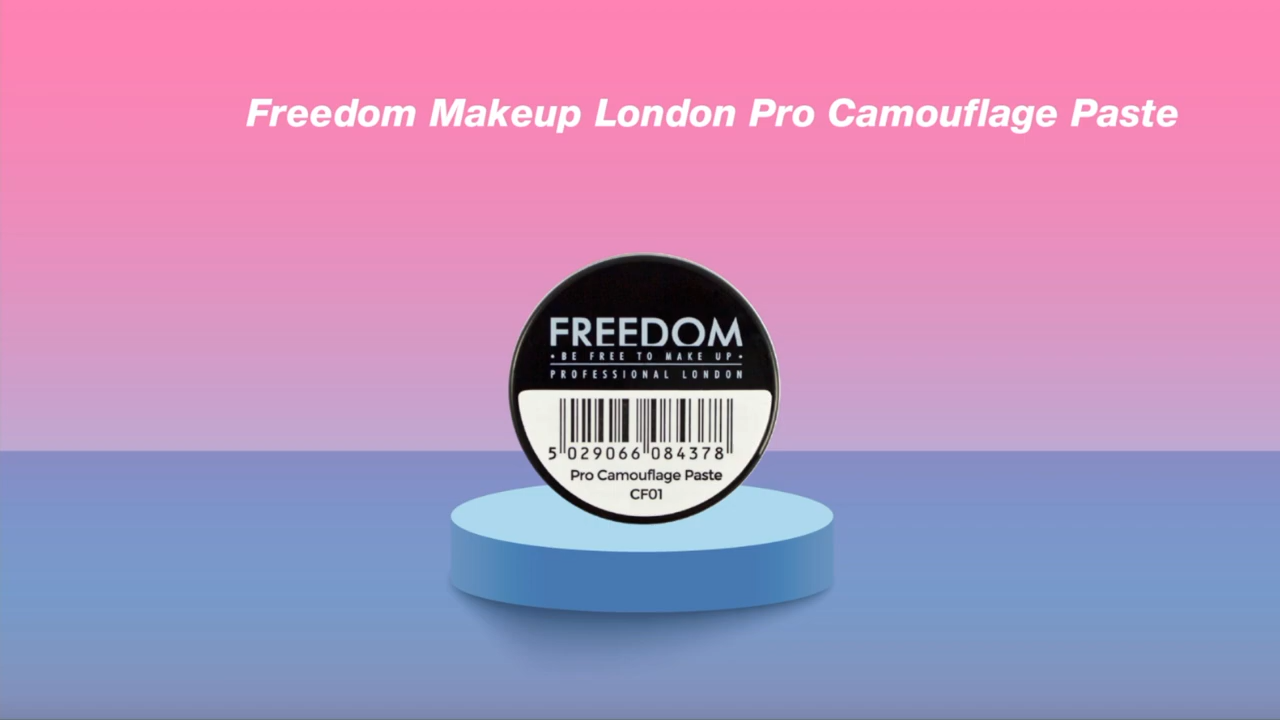 Freedom Makeup London Pro Camouflage Paste
FREEDOM
• BE FREE TO MAKE UP •
PROFESSIONAL LONDON
5 029066 084378
Pro Camouflage Paste
CF01